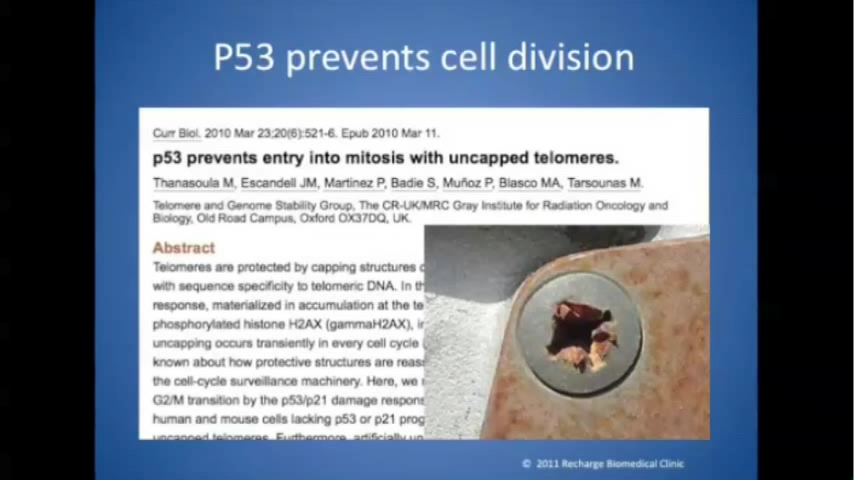 P53 prevents cell division
Curr Biol. 2010 Mar 23;20(6):521-6. Epub 2010 Mar 11.
p53 prevents entry into mitosis with uncapped telomeres.
Thanasoula M, Escandell JM, Martinez P, Badie S, Muñoz P, Blasco MA, Tarsounas M.
Telomere and Genome Stability Group, The CR-UK/MRC Gray Institute for Radiation Oncology and
Biology, Old Road Campus, Oxford OX37DQ, UK.
Abstract
Telomeres are protected by capping structures
with sequence specificity to telomeric DNA. In th
response, materialized in accumulation at the te
phosphorylated histone H2AX (gammaH2AX), i
uncapping occurs transiently in every cell cycle
known about how protective structures are reas
the cell-cycle surveillance machinery. Here, we
G2/M transition by the p53/p21 damage respons
human and mouse cells lacking p53 or p21 prog
uncapped telomeres. Furthermore, artificially un
© 2011 Recharge Biomedical Clinic